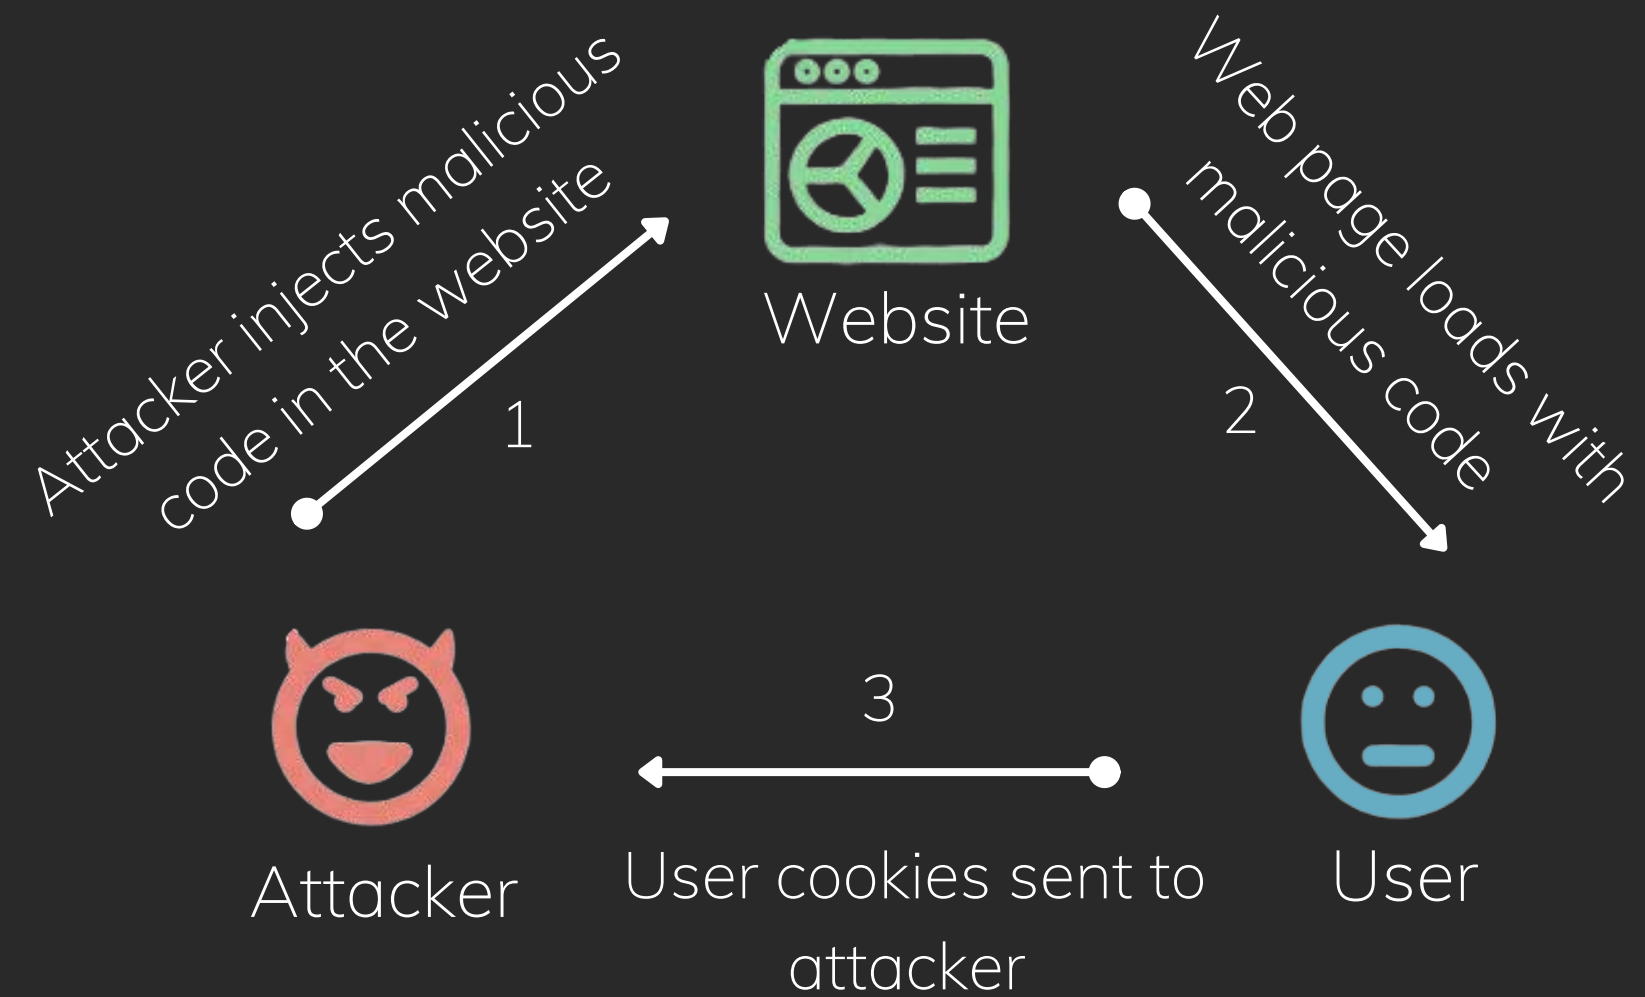 Attacker injects malicious
code in the website
1
Website
Web page loads with
malicious code
2
3
User cookies sent to
attacker
Attacker
User